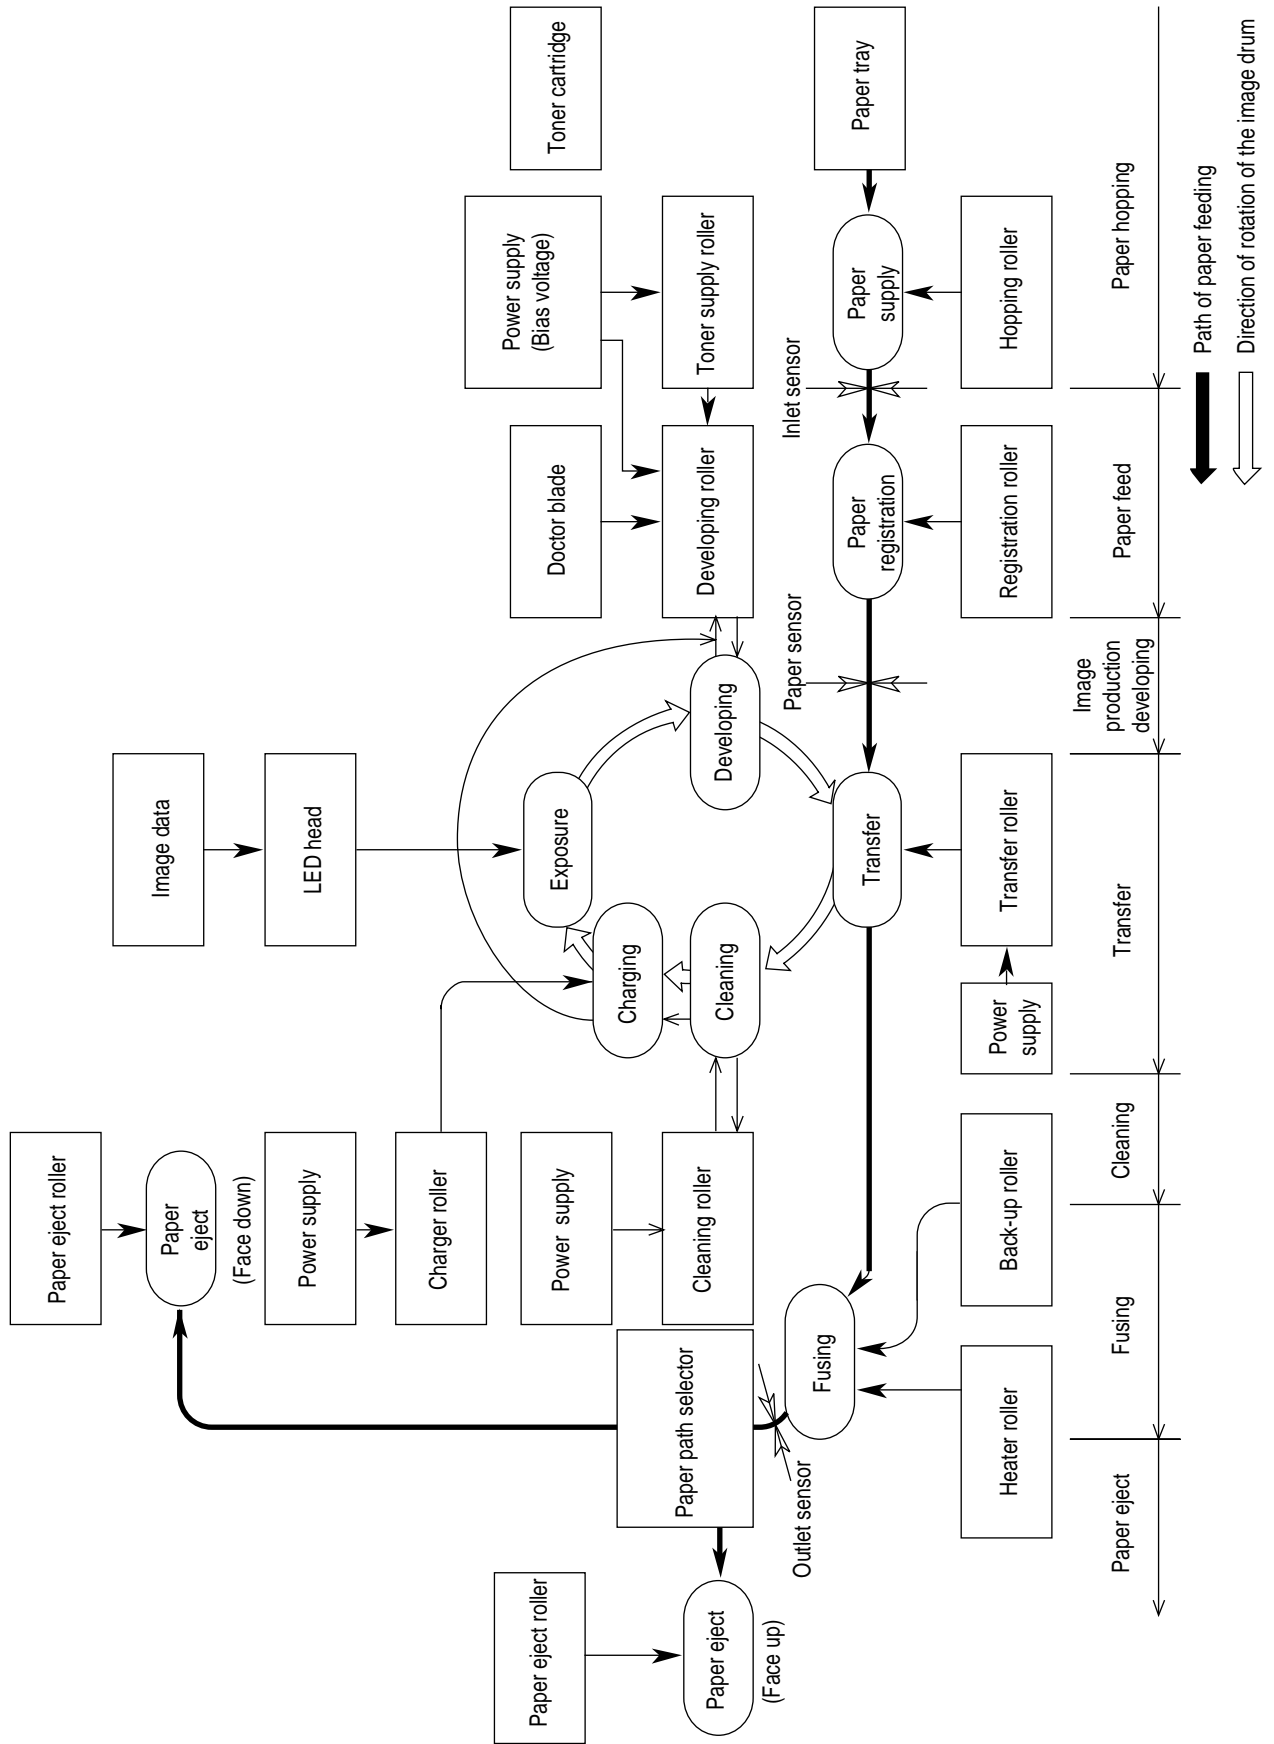 Toner cartridge
Paper tray
Power supply
(Bias voltage)
Toner supply roller
Paper
supply
Hopping roller
Paper hopping
Inlet sensor
Doctor blade
Developing roller
Paper
registration
Registration roller
Paper feed
Paper sensor
Developing
Image
production
developing
Image data
LED head
Exposure
Transfer
Transfer roller
Transfer
Charging
Cleaning
Power
supply
Paper eject roller
Paper
eject
(Face down)
Power supply
Charger roller
Power supply
Cleaning roller
Back-up roller
Cleaning
Paper path selector
Fusing
Heater roller
Fusing
Outlet sensor
Paper eject roller
Paper eject
(Face up)
Paper eject
Path of paper feeding
Direction of rotation of the image drum